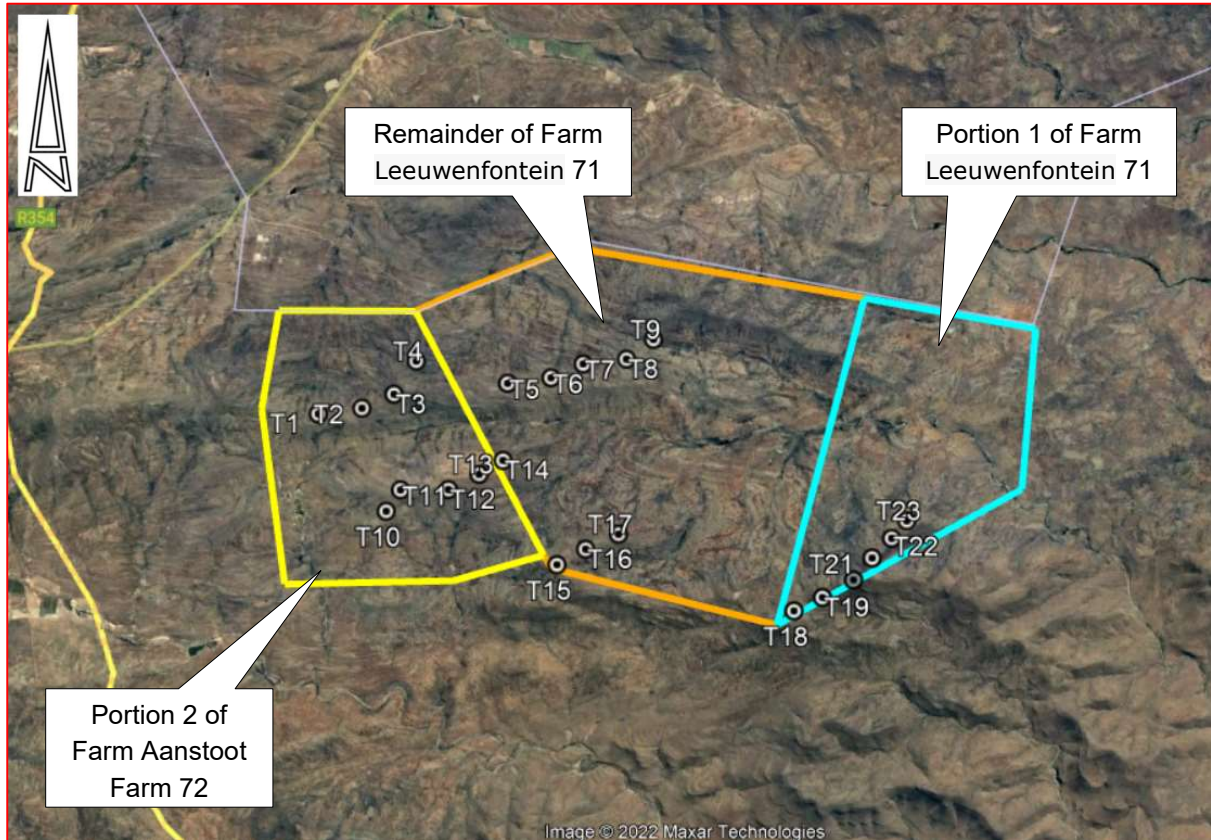 N
R354
Remainder of Farm
Leeuwenfontein 71
Portion 1 of Farm
Leeuwenfontein 71
T9
T4
T7
T8
T6
T5
T3
T1
T2
T13
T14
T11
T12
T10
T17
T16
T15
T23
T22
T21
T19
T18
Portion 2 of
Farm Aanstoot
Farm 72
Image © 2022 Maxar Technologies